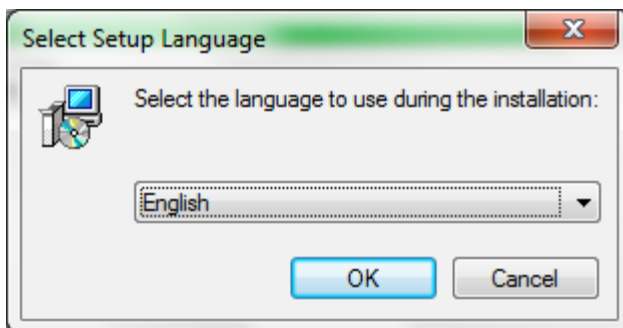 Select Setup Language
Select the language to use during the installation:
English
OK
Cancel